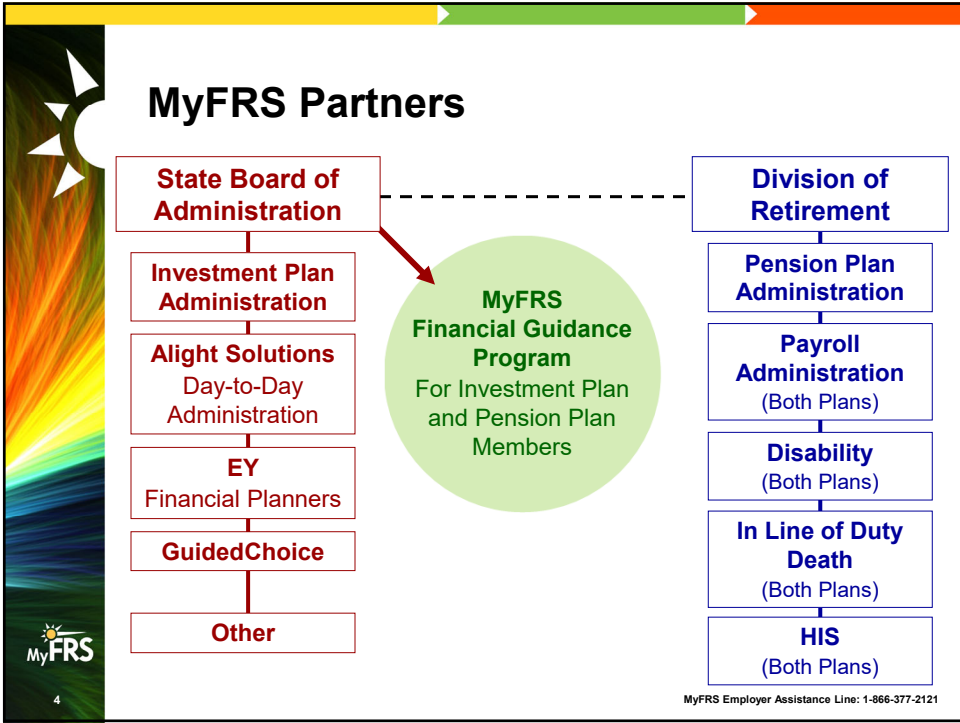 MyFRS Partners
State Board of
Administration
Investment Plan
Administration
Alight Solutions
Day-to-Day
Administration
EY
Financial Planners
GuidedChoice
Other
MyFRS
Financial Guidance
Program
For Investment Plan
and Pension Plan
Members
Division of
Retirement
Pension Plan
Administration
Payroll
Administration
(Both Plans)
Disability
(Both Plans)
In Line of Duty
Death
(Both Plans)
HIS
(Both Plans)
MyFRS
4
MyFRS Employer Assistance Line: 1-866-377-2121